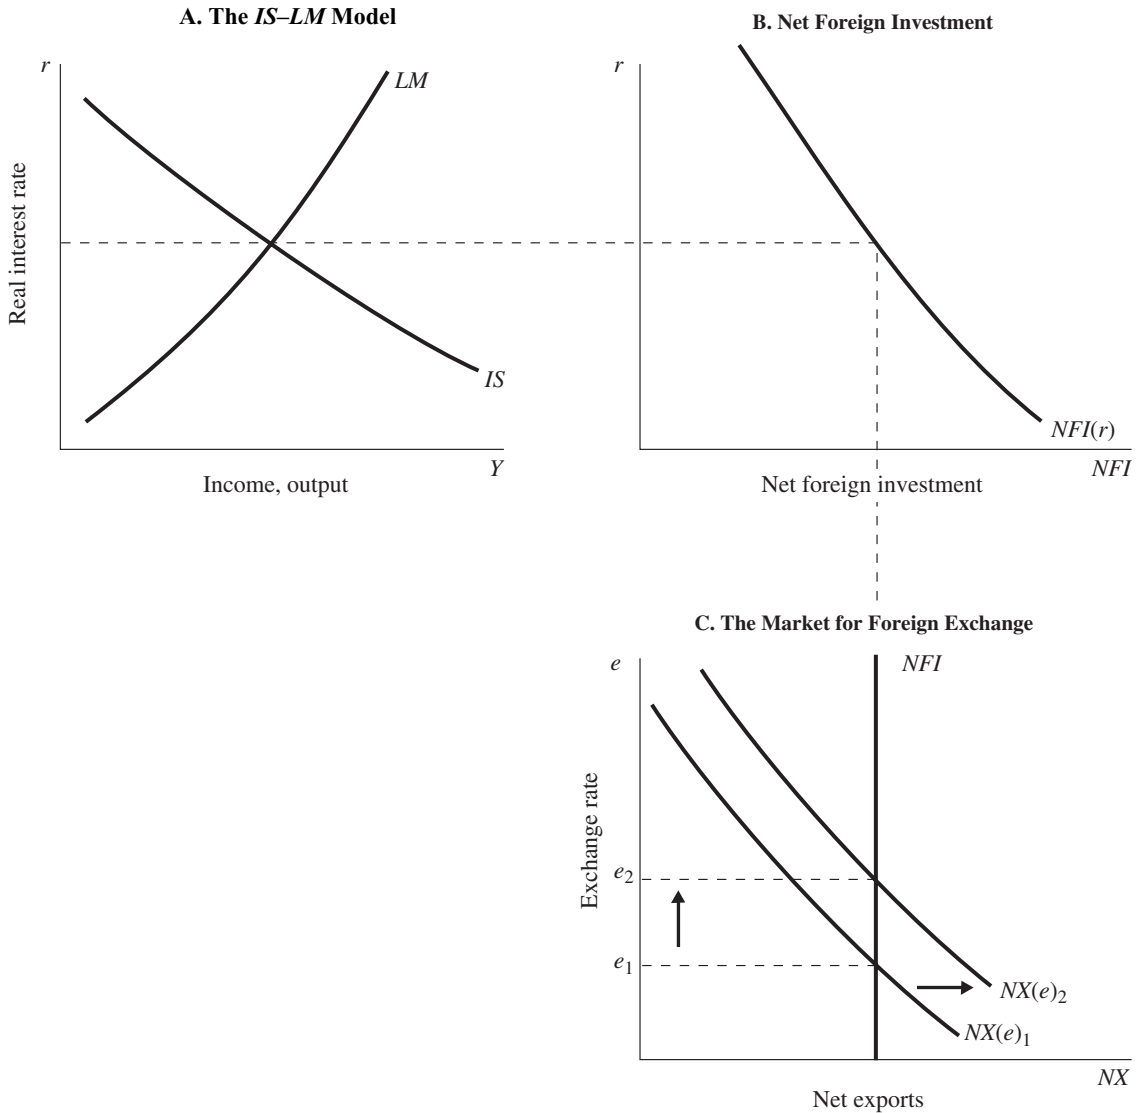 A. The IS–LM Model
r
LM
Real interest rate
IS
Y
Income, output
B. Net Foreign Investment
r
NFI(r)
NFI
Net foreign investment
C. The Market for Foreign Exchange
e
NFI
Exchange rate
e2
e1
NX(e)2
NX(e)1
NX
Net exports